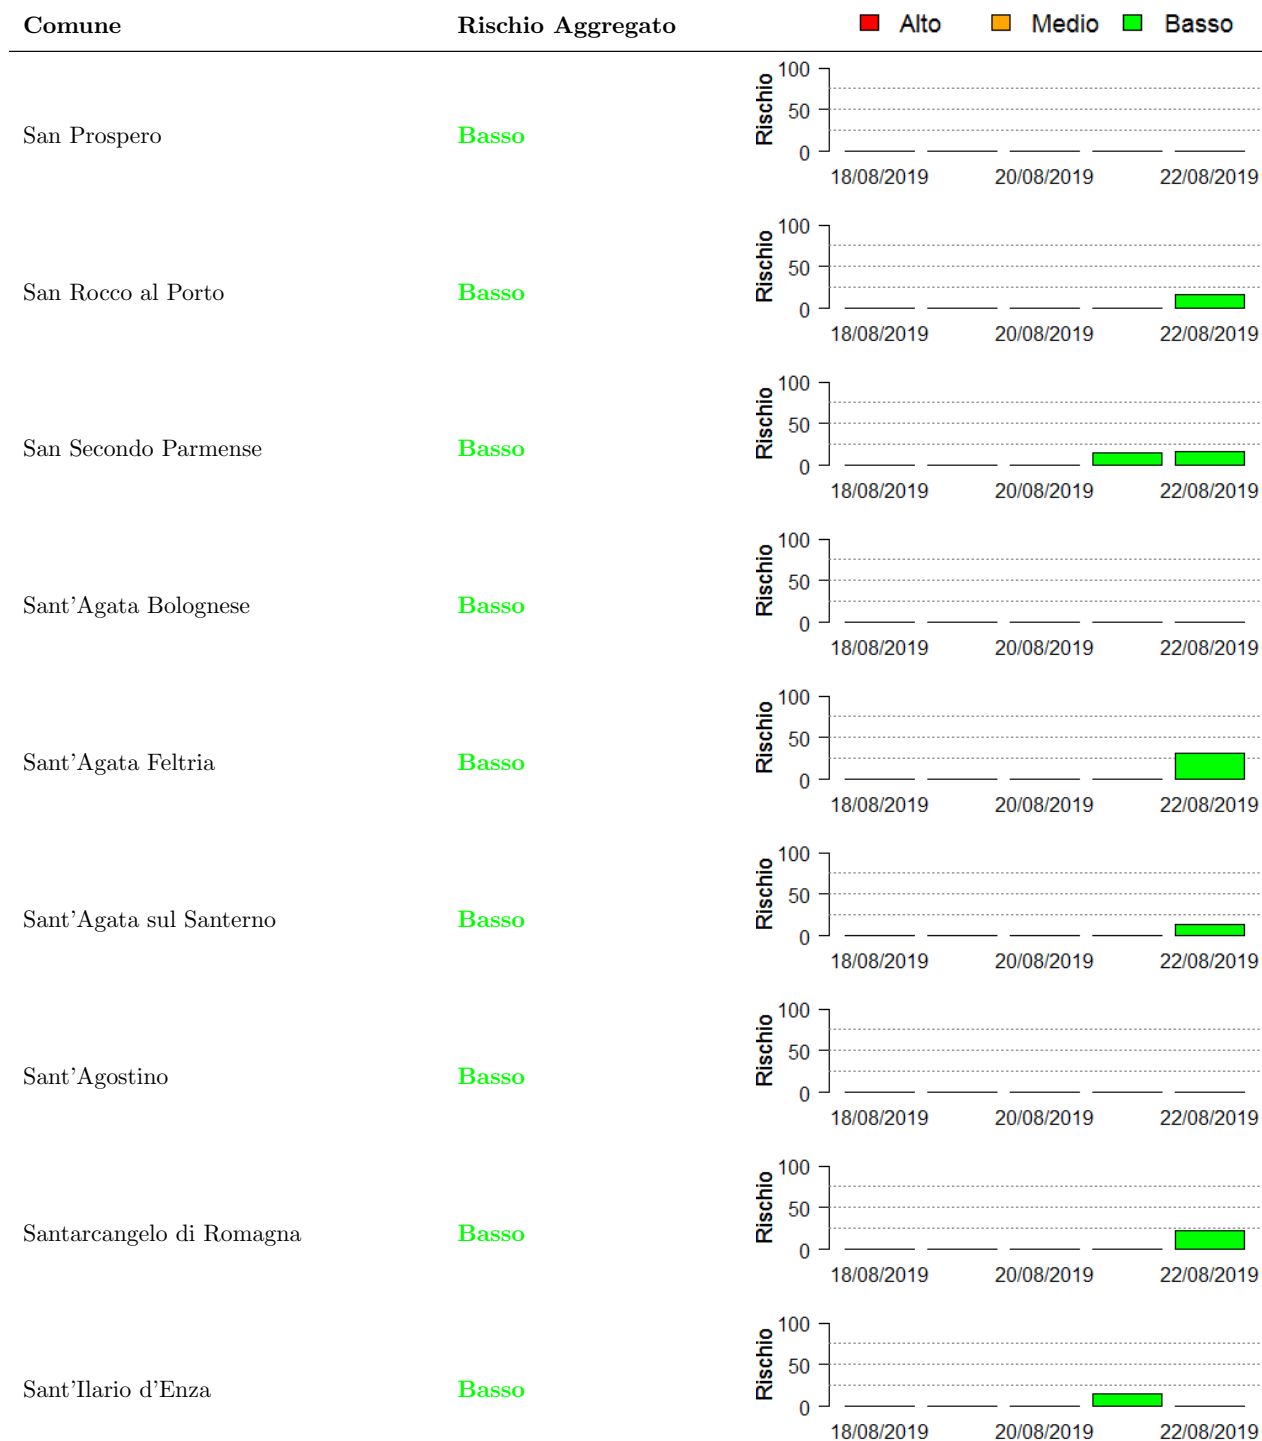 Comune Rischio Aggregato Alto Medio Basso
100
50
0
Rischio
San Prospero Basso
18/08/2019 20/08/2019 22/08/2019
100
50
0
Rischio
San Rocco al Porto Basso
18/08/2019 20/08/2019 22/08/2019
100
50
0
Rischio
San Secondo Parmense Basso
18/08/2019 20/08/2019 22/08/2019
100
50
0
Rischio
Sant'Agata Bolognese Basso
18/08/2019 20/08/2019 22/08/2019
100
50
0
Rischio
Sant'Agata Feltria Basso
18/08/2019 20/08/2019 22/08/2019
100
50
0
Rischio
Sant'Agata sul Santerno Basso
18/08/2019 20/08/2019 22/08/2019
100
50
0
Rischio
Sant'Agostino Basso
18/08/2019 20/08/2019 22/08/2019
100
50
0
Rischio
Santarcangelo di Romagna Basso
18/08/2019 20/08/2019 22/08/2019
100
50
0
Rischio
Sant'Ilario d'Enza Basso
18/08/2019 20/08/2019 22/08/2019